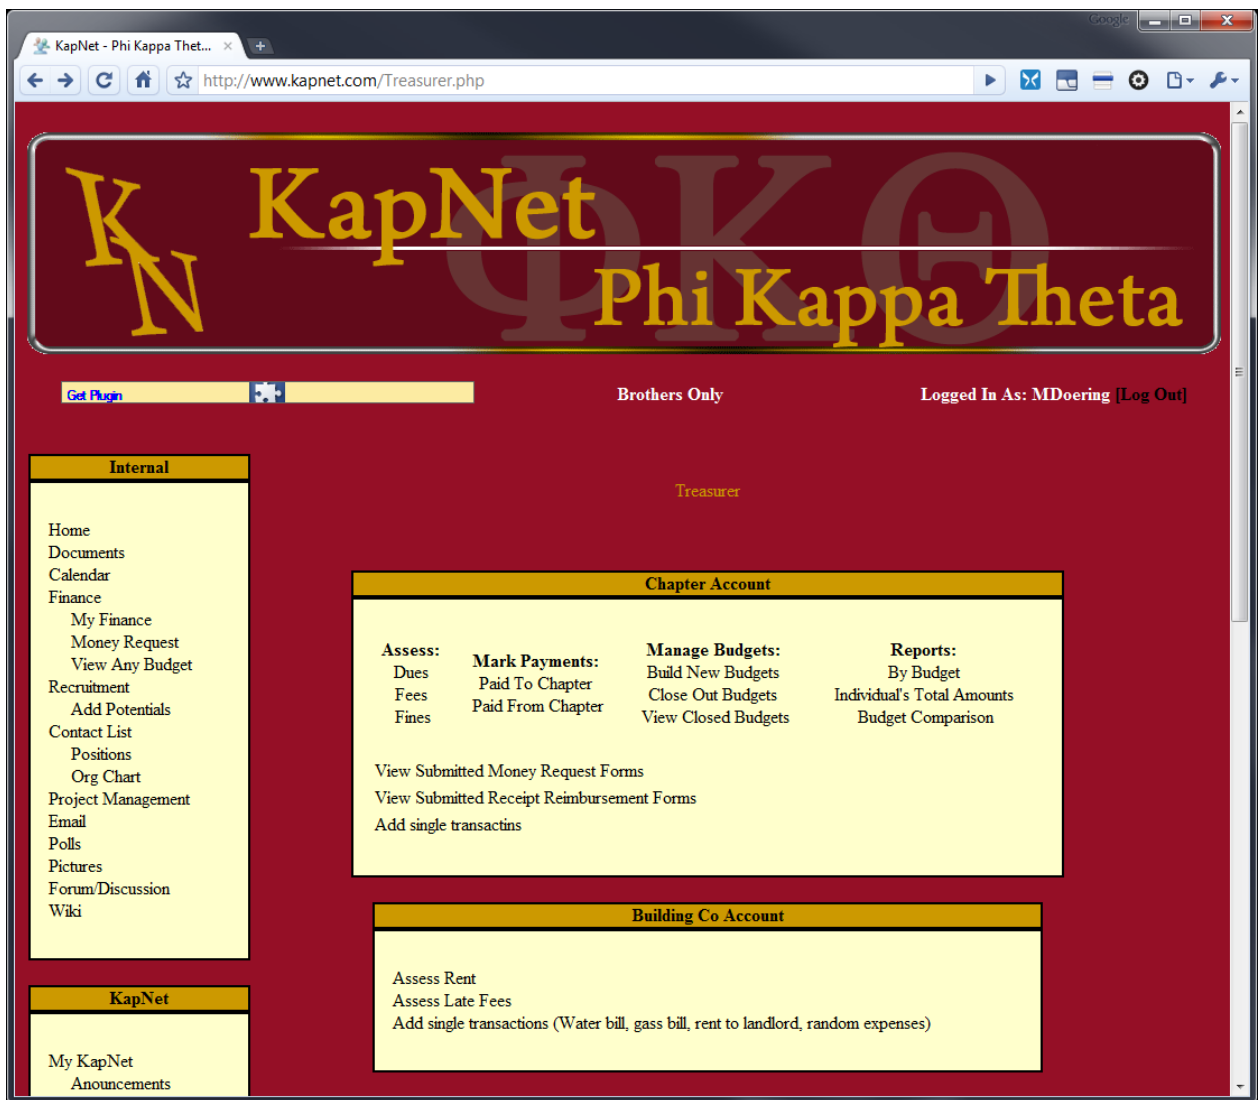 Google
KapNet - Phi Kappa Thet...
http://www.kapnet.com/Treasurer.php
ΦΚΘ
KN
KapNet
Phi Kappa Theta
Get Plugin
Brothers Only
Logged In As: MDoering [Log Out]
Internal
Home
Documents
Calendar
Finance
My Finance
Money Request
View Any Budget
Recruitment
Add Potentials
Contact List
Positions
Org Chart
Project Management
Email
Polls
Pictures
Forum/Discussion
Wiki
KapNet
My KapNet
Anouncements
Treasurer
Chapter Account
Assess:
Dues
Fees
Fines
Mark Payments:
Paid To Chapter
Paid From Chapter
Manage Budgets:
Build New Budgets
Close Out Budgets
View Closed Budgets
Reports:
By Budget
Individual's Total Amounts
Budget Comparison
View Submitted Money Request Forms
View Submitted Receipt Reimbursement Forms
Add single transactins
Building Co Account
Assess Rent
Assess Late Fees
Add single transactions (Water bill, gass bill, rent to landlord, random expenses)